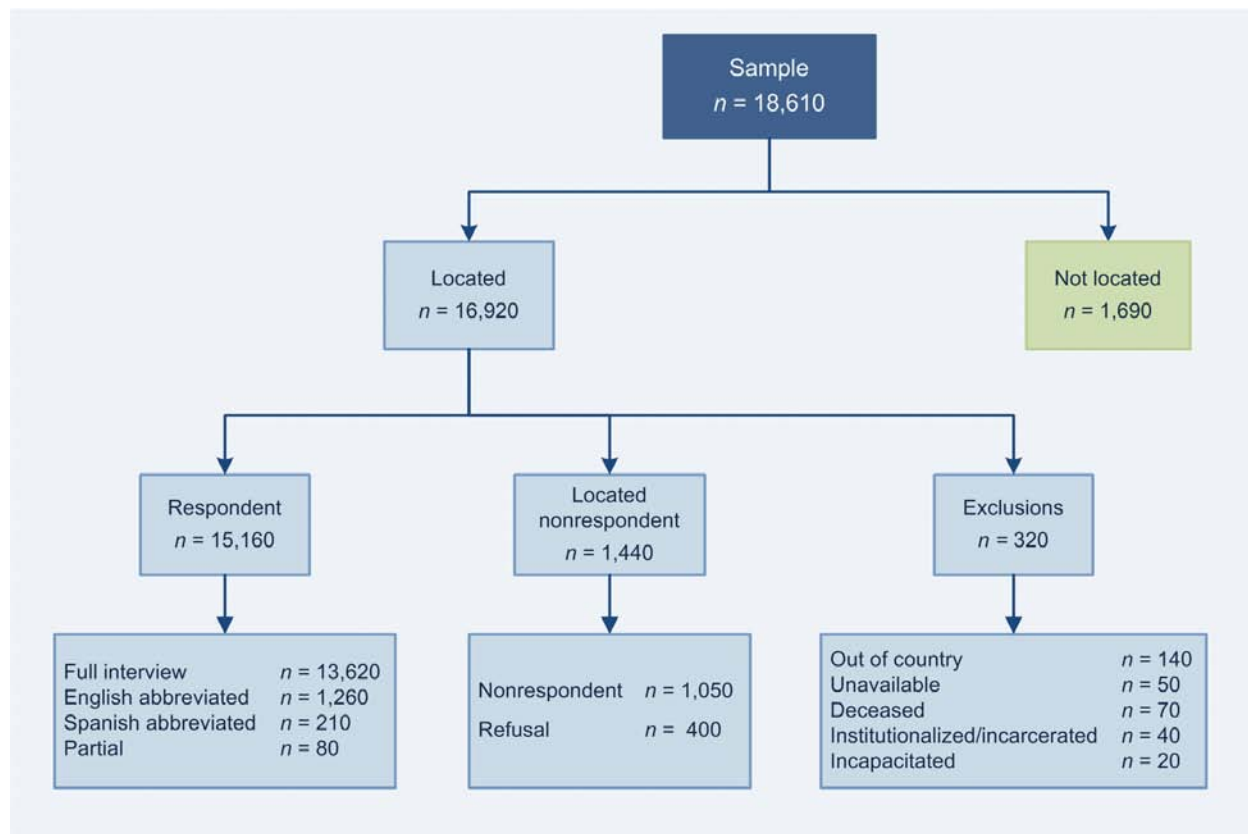 Sample
n = 18,610
Located
n = 16,920
Not located
n = 1,690
Respondent
n = 15,160
Located
nonrespondent
n = 1,440
Exclusions
n = 320
Full interview n = 13,620
English abbreviated n = 1,260
Spanish abbreviated n = 210
Partial n = 80
Nonrespondent n = 1,050
Refusal n = 400
Out of country n = 140
Unavailable n = 50
Deceased n = 70
Institutionalized/incarcerated n = 40
Incapacitated n = 20